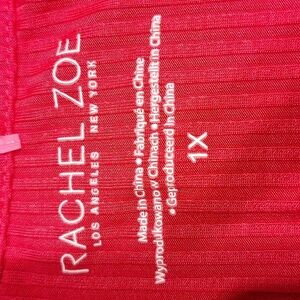 RACHEL ZOE
LOS ANGELES NEW YORK
Made in China • Fabriqué en Chine
Wyprodukowano w Chinach • Hergestellt in China
• Geproduceerd in China
1X